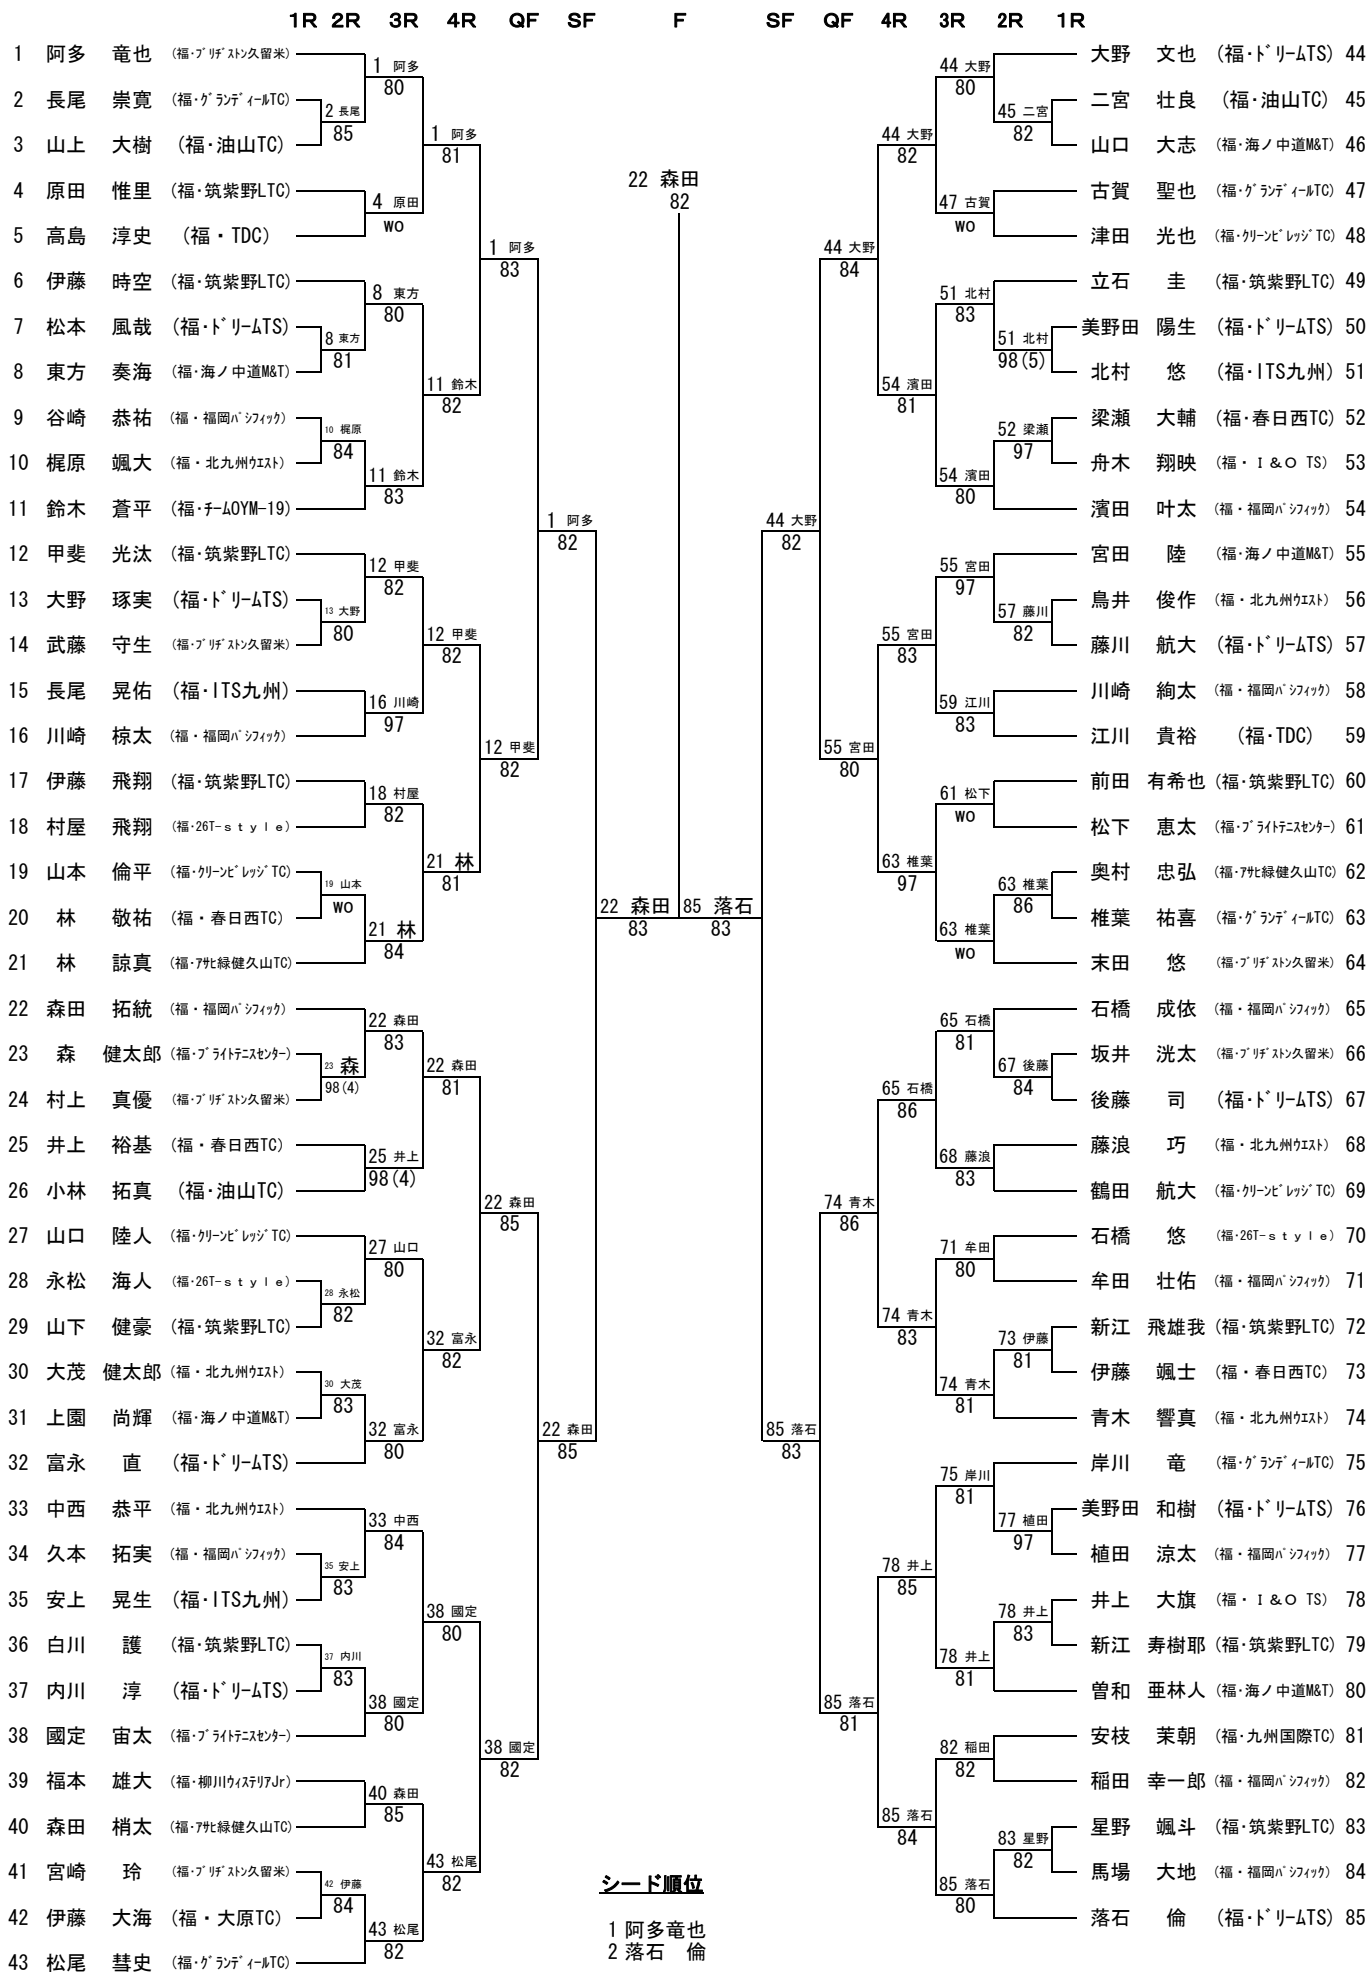 1R 2R 3R 4R QF SF F SF QF 4R 3R 2R 1R
1 阿多 竜也 (福・ブリヂストン久留米)
2 長尾 崇寛 (福・グランディールTC)
3 山上 大樹 (福・油山TC)
4 原田 惟里 (福・筑紫野LTC)
5 高島 淳史 (福・TDC)
6 伊藤 時空 (福・筑紫野LTC)
7 松本 風哉 (福・ドリームTS)
8 東方 奏海 (福・海ノ中道M&T)
9 谷崎 恭祐 (福・福岡パシフィック)
10 梶原 颯大 (福・北九州ウエスト)
11 鈴木 蒼平 (福・チームOYM-19)
12 甲斐 光汰 (福・筑紫野LTC)
13 大野 琢実 (福・ドリームTS)
14 武藤 守生 (福・ブリヂストン久留米)
15 長尾 晃佑 (福・ITS九州)
16 川崎 椋太 (福・福岡パシフィック)
17 伊藤 飛翔 (福・筑紫野LTC)
18 村屋 飛翔 (福・26T-style)
19 山本 倫平 (福・クリーンビレッジTC)
20 林 敬祐 (福・春日西TC)
21 林 諒真 (福・アサヒ緑健久山TC)
22 森田 拓統 (福・福岡パシフィック)
23 森 健太郎 (福・ブライトテニスセンター)
24 村上 真優 (福・ブリヂストン久留米)
25 井上 裕基 (福・春日西TC)
26 小林 拓真 (福・油山TC)
27 山口 陸人 (福・クリーンビレッジTC)
28 永松 海人 (福・26T-style)
29 山下 健豪 (福・筑紫野LTC)
30 大茂 健太郎 (福・北九州ウエスト)
31 上園 尚輝 (福・海ノ中道M&T)
32 富永 直 (福・ドリームTS)
33 中西 恭平 (福・北九州ウエスト)
34 久本 拓実 (福・福岡パシフィック)
35 安上 晃生 (福・ITS九州)
36 白川 護 (福・筑紫野LTC)
37 内川 淳 (福・ドリームTS)
38 國定 宙太 (福・ブライトテニスセンター)
39 福本 雄大 (福・柳川ウィステリアJr)
40 森田 梢太 (福・アサヒ緑健久山TC)
41 宮崎 玲 (福・ブリヂストン久留米)
42 伊藤 大海 (福・大原TC)
43 松尾 彗史 (福・グランディールTC)
2 長尾
85
8 東方
81
10 梶原
84
13 大野
80
19 山本
WO
23 森
98(4)
28 永松
82
30 大茂
83
35 安上
83
37 内川
83
42 伊藤
84
1 阿多
80
4 原田
WO
8 東方
80
11 鈴木
83
12 甲斐
82
16 川崎
97
18 村屋
82
21 林
84
22 森田
83
25 井上
98(4)
27 山口
80
32 富永
80
33 中西
84
38 國定
80
40 森田
85
43 松尾
82
1 阿多
81
11 鈴木
82
12 甲斐
82
21 林
81
22 森田
81
32 富永
82
38 國定
80
43 松尾
82
1 阿多
83
12 甲斐
82
22 森田
85
38 國定
82
1 阿多
82
22 森田
85
22 森田
83
22 森田
82
85 落石
83
44 大野
82
85 落石
83
44 大野
84
55 宮田
80
74 青木
86
85 落石
81
44 大野
82
54 濱田
81
55 宮田
83
63 椎葉
97
65 石橋
86
74 青木
83
78 井上
85
85 落石
84
44 大野
80
47 古賀
WO
51 北村
83
54 濱田
80
55 宮田
97
59 江川
83
61 松下
WO
63 椎葉
WO
65 石橋
81
68 藤浪
83
71 牟田
80
74 青木
81
75 岸川
81
78 井上
81
82 稲田
82
85 落石
80
45 二宮
82
51 北村
98(5)
52 梁瀬
97
57 藤川
82
63 椎葉
86
67 後藤
84
73 伊藤
81
77 植田
97
78 井上
83
83 星野
82
大野 文也 (福・ドリームTS) 44
二宮 壮良 (福・油山TC) 45
山口 大志 (福・海ノ中道M&T) 46
古賀 聖也 (福・グランディールTC) 47
津田 光也 (福・クリーンビレッジTC) 48
立石 圭 (福・筑紫野LTC) 49
美野田 陽生 (福・ドリームTS) 50
北村 悠 (福・ITS九州) 51
梁瀬 大輔 (福・春日西TC) 52
舟木 翔映 (福・I&O TS) 53
濱田 叶太 (福・福岡パシフィック) 54
宮田 陸 (福・海ノ中道M&T) 55
鳥井 俊作 (福・北九州ウエスト) 56
藤川 航大 (福・ドリームTS) 57
川崎 絢太 (福・福岡パシフィック) 58
江川 貴裕 (福・TDC) 59
前田 有希也 (福・筑紫野LTC) 60
松下 恵太 (福・ブライトテニスセンター) 61
奥村 忠弘 (福・アサヒ緑健久山TC) 62
椎葉 祐喜 (福・グランディールTC) 63
末田 悠 (福・ブリヂストン久留米) 64
石橋 成依 (福・福岡パシフィック) 65
坂井 洸太 (福・ブリヂストン久留米) 66
後藤 司 (福・ドリームTS) 67
藤浪 巧 (福・北九州ウエスト) 68
鶴田 航大 (福・クリーンビレッジTC) 69
石橋 悠 (福・26T-style) 70
牟田 壮佑 (福・福岡パシフィック) 71
新江 飛雄我 (福・筑紫野LTC) 72
伊藤 颯士 (福・春日西TC) 73
青木 響真 (福・北九州ウエスト) 74
岸川 竜 (福・グランディールTC) 75
美野田 和樹 (福・ドリームTS) 76
植田 涼太 (福・福岡パシフィック) 77
井上 大旗 (福・I&O TS) 78
新江 寿樹耶 (福・筑紫野LTC) 79
曽和 亜林人 (福・海ノ中道M&T) 80
安枝 茉朝 (福・九州国際TC) 81
稲田 幸一郎 (福・福岡パシフィック) 82
星野 颯斗 (福・筑紫野LTC) 83
馬場 大地 (福・福岡パシフィック) 84
落石 倫 (福・ドリームTS) 85
シード順位
1 阿多竜也
2 落石 倫